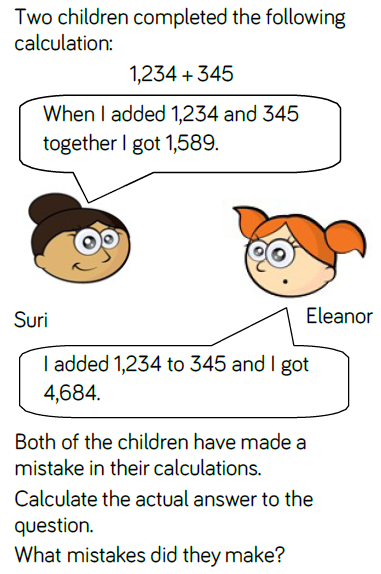 Two children completed the following
calculation:
1,234 + 345
When I added 1,234 and 345
together I got 1,589.
Suri
Eleanor
I added 1,234 to 345 and I got
4,684.
Both of the children have made a
mistake in their calculations.
Calculate the actual answer to the
question.
What mistakes did they make?